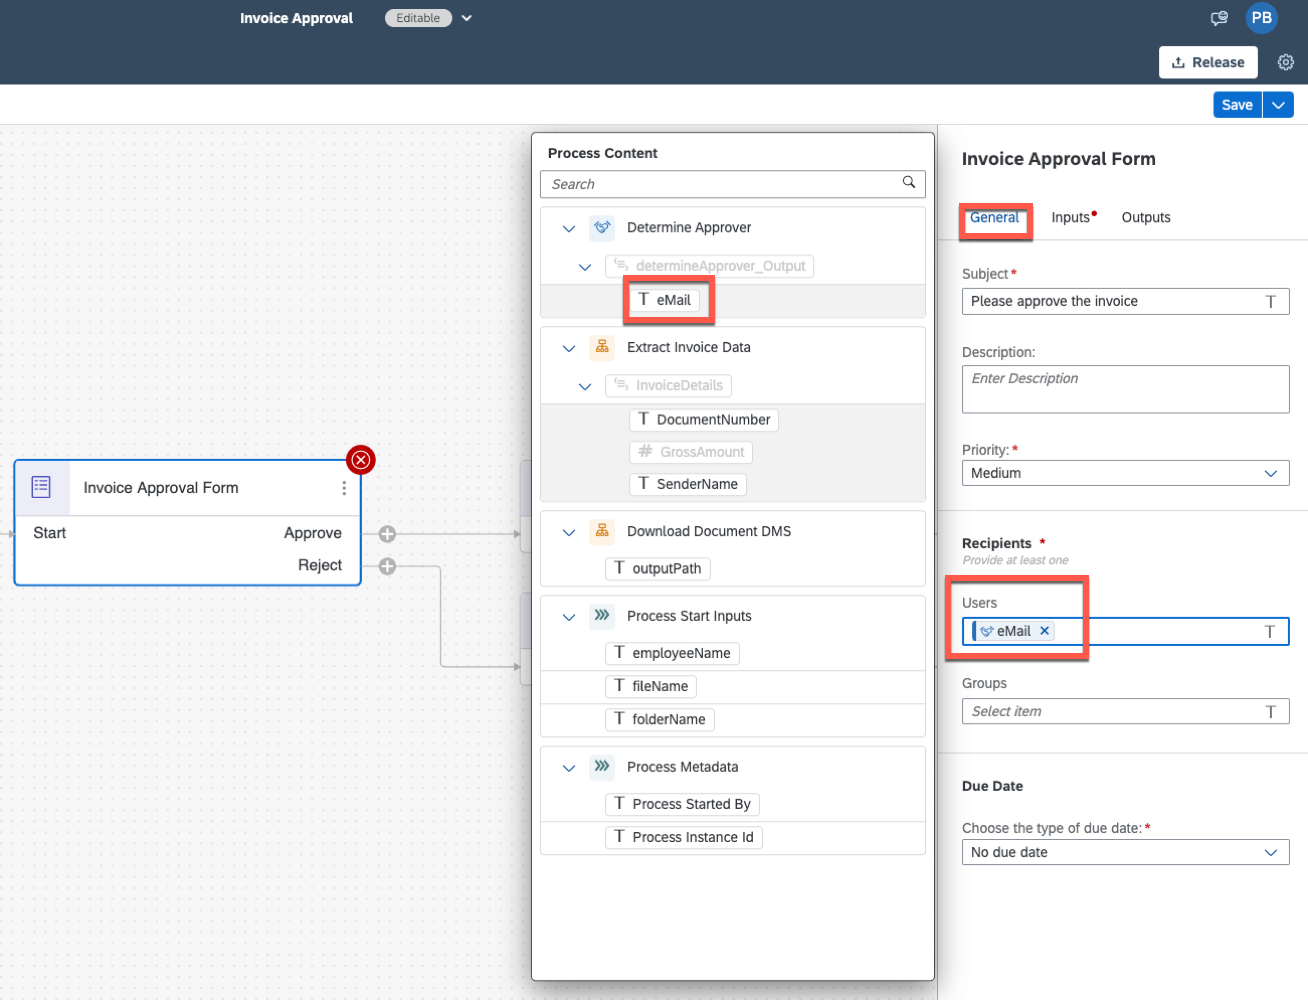 Invoice Approval
Editable
PB
Release
Save
Process Content
Search
Determine Approver
determineApprover_Output
T eMail
Extract Invoice Data
InvoiceDetails
T DocumentNumber
# GrossAmount
T SenderName
Download Document DMS
T outputPath
Process Start Inputs
T employeeName
T fileName
T folderName
Process Metadata
T Process Started By
T Process Instance Id
Invoice Approval Form
Start
Approve
Reject
Invoice Approval Form
General Inputs Outputs
Subject*
Please approve the invoice T
Description:
Enter Description
Priority: *
Medium
Recipients *
Provide at least one
Users
eMail T
Groups
Select item T
Due Date
Choose the type of due date: *
No due date